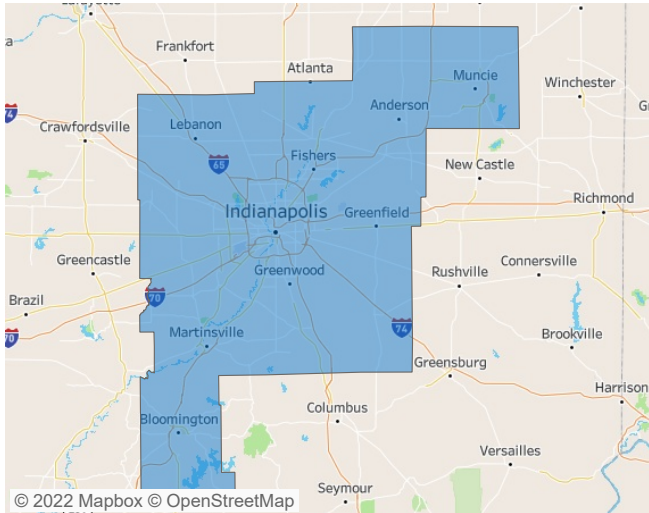 Frankfort
Atlanta
Muncie
Winchester
Anderson
74
Crawfordsville
Lebanon
Fishers
65
New Castle
Richmond
Indianapolis
Greenfield
Greencastle
Greenwood
Connersville
Rushville
70
Brazil
74
70
Martinsville
Brookville
Greensburg
Harrison
Columbus
Bloomington
Versailles
Seymour
© 2022 Mapbox © OpenStreetMap